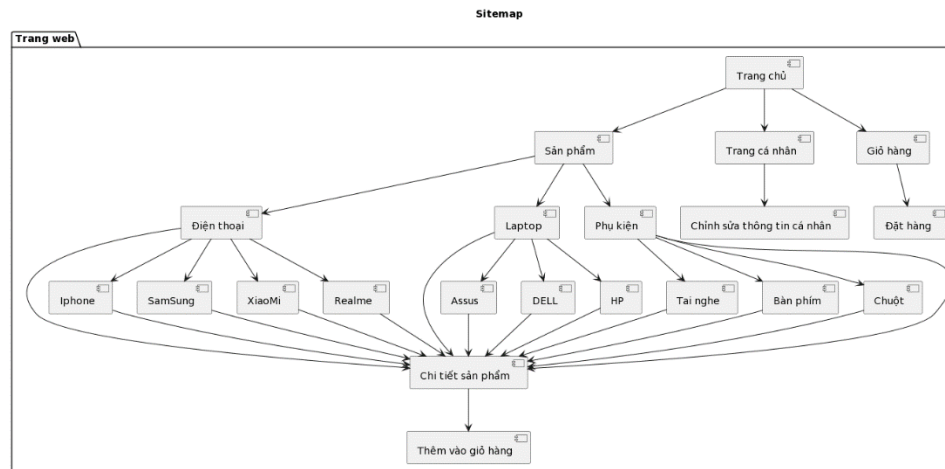 Sitemap
Trang web
Trang chủ
Sản phẩm
Trang cá nhân
Giỏ hàng
Điện thoại
Laptop
Phụ kiện
Chỉnh sửa thông tin cá nhân
Đặt hàng
Iphone
SamSung
XiaoMi
Realme
Assus
DELL
HP
Tai nghe
Bàn phím
Chuột
Chi tiết sản phẩm
Thêm vào giỏ hàng